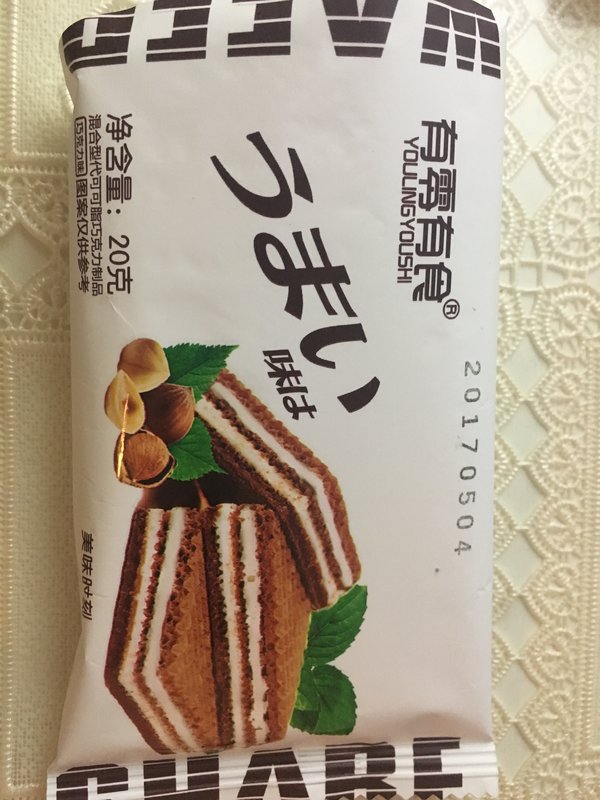 有零有食®
YOULINGYOUSHI
20170504
うまい
味は
净含量：20克
混合型代可可脂巧克力制品
巧克力味 图案仅供参考
美味时刻
SHARE